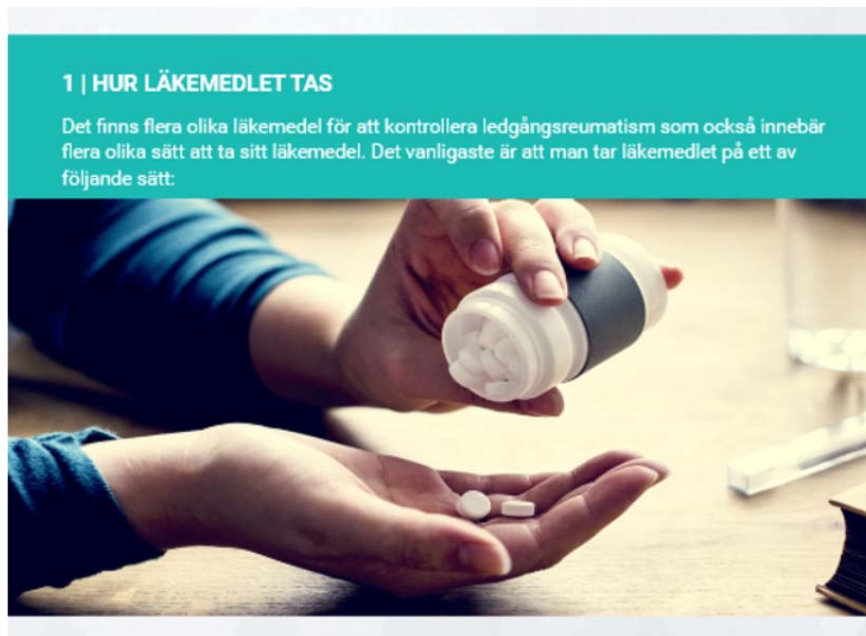 1 | HUR LÄKEMEDLET TAS
Det finns flera olika läkemedel för att kontrollera ledgångsreumatism som också innebär
flera olika sätt att ta sitt läkemedel. Det vanligaste är att man tar läkemedlet på ett av
följande sätt: